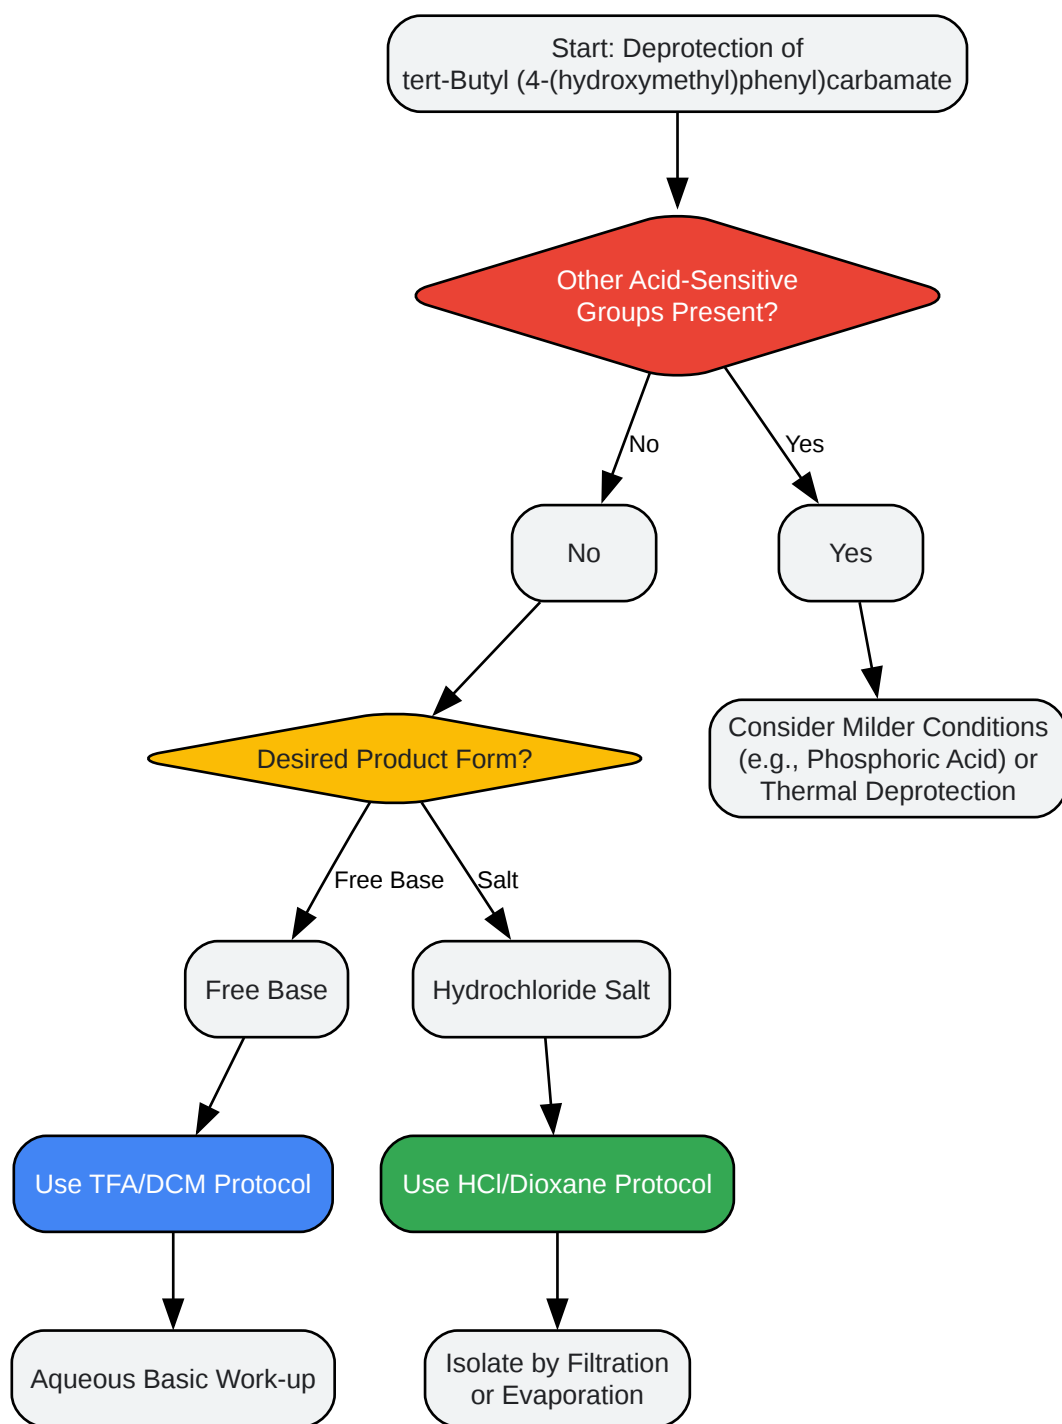 Start: Deprotection of
tert-Butyl (4-(hydroxymethyl)phenyl)carbamate
Other Acid-Sensitive
Groups Present?
No
Yes
No
Yes
Desired Product Form?
Consider Milder Conditions
(e.g., Phosphoric Acid) or
Thermal Deprotection
Free Base
Salt
Free Base
Hydrochloride Salt
Use TFA/DCM Protocol
Use HCl/Dioxane Protocol
Aqueous Basic Work-up
Isolate by Filtration
or Evaporation